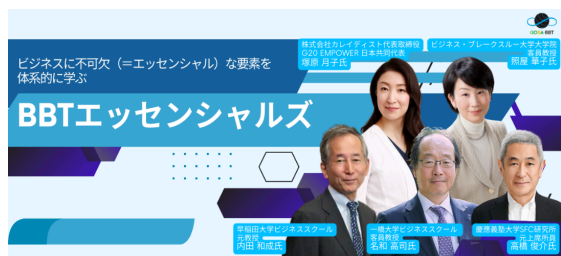 GOSA BBT
株式会社カレイディスト代表取締役
G20 EMPOWER 日本共同代表
塚原 月子氏
ビジネス・ブレークスルー大学大学院
客員教授
照屋 華子氏
ビジネスに不可欠（=エッセンシャル）な要素を
体系的に学ぶ
BBTエッセンシャルズ
早稲田大学ビジネススクール
元教授
内田 和成氏
一橋大学ビジネススクール
客員教授
名和 高司氏
慶應義塾大学SFC研究所
元上席所員
高橋 俊介氏